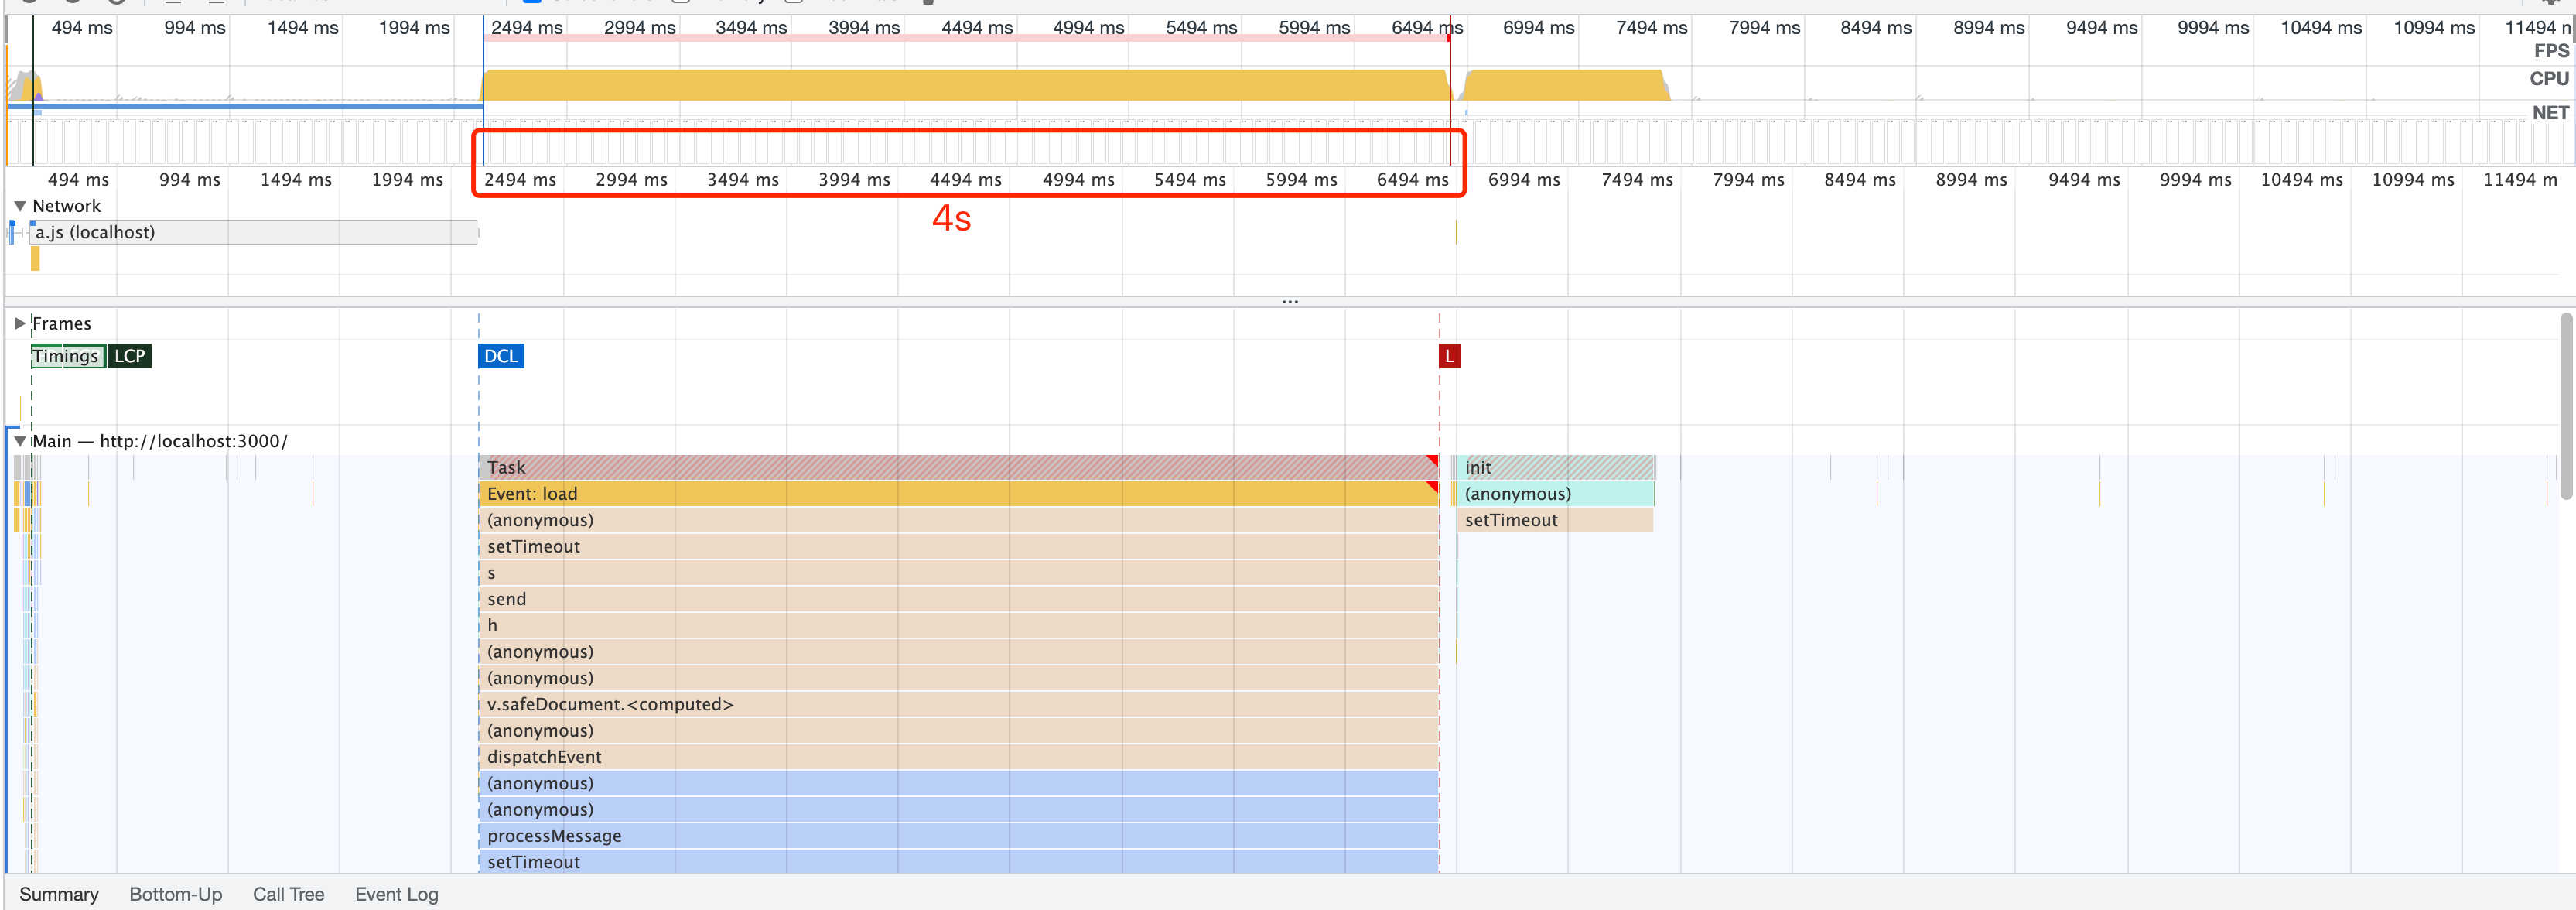 494 ms 994 ms 1494 ms 1994 ms 2494 ms 2994 ms 3494 ms 3994 ms 4494 ms 4994 ms 5494 ms 5994 ms 6494 ms 6994 ms 7494 ms 7994 ms 8494 ms 8994 ms 9494 ms 9994 ms 10494 ms 10994 ms 11494 m
FPS
CPU
NET
494 ms 994 ms 1494 ms 1994 ms 2494 ms 2994 ms 3494 ms 3994 ms 4494 ms 4994 ms 5494 ms 5994 ms 6494 ms 6994 ms 7494 ms 7994 ms 8494 ms 8994 ms 9494 ms 9994 ms 10494 ms 10994 ms 11494 m
Network
4s
a.js (localhost)
Frames
Timings LCP DCL L
Main — http://localhost:3000/
Task init
Event: load (anonymous)
(anonymous) setTimeout
setTimeout
s
send
h
(anonymous)
(anonymous)
v.safeDocument.<computed>
(anonymous)
dispatchEvent
(anonymous)
(anonymous)
processMessage
setTimeout
Summary Bottom-Up Call Tree Event Log